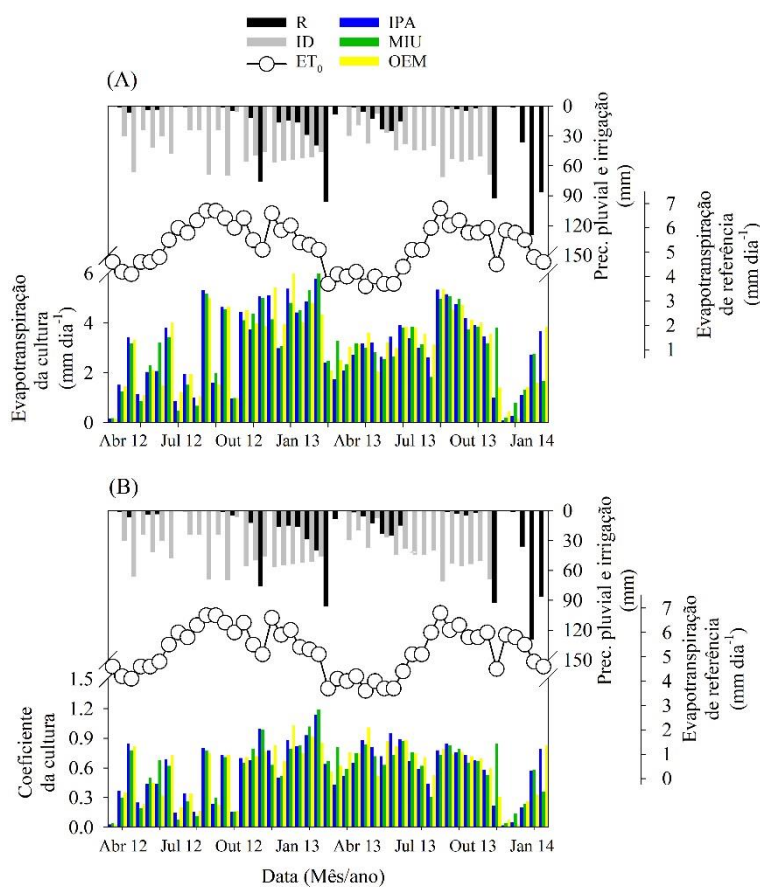 R
ID
ET0
IPA
MIU
OEM
(A)
0
30
60
90
120
150
Prec. pluvial e irrigação
(mm)
7
6
5
4
3
2
1
Evapotranspiração
de referência
(mm dia-1)
6
4
2
0
Evapotranspiração
da cultura
(mm dia-1)
Abr 12 Jul 12 Out 12 Jan 13 Abr 13 Jul 13 Out 13 Jan 14
(B)
0
30
60
90
120
150
Prec. pluvial e irrigação
(mm)
7
6
5
4
3
2
1
0
Evapotranspiração
de referência
(mm dia-1)
1.5
1.2
0.9
0.6
0.3
0.0
Coeficiente
da cultura
Abr 12 Jul 12 Out 12 Jan 13 Abr 13 Jul 13 Out 13 Jan 14
Data (Mês/ano)